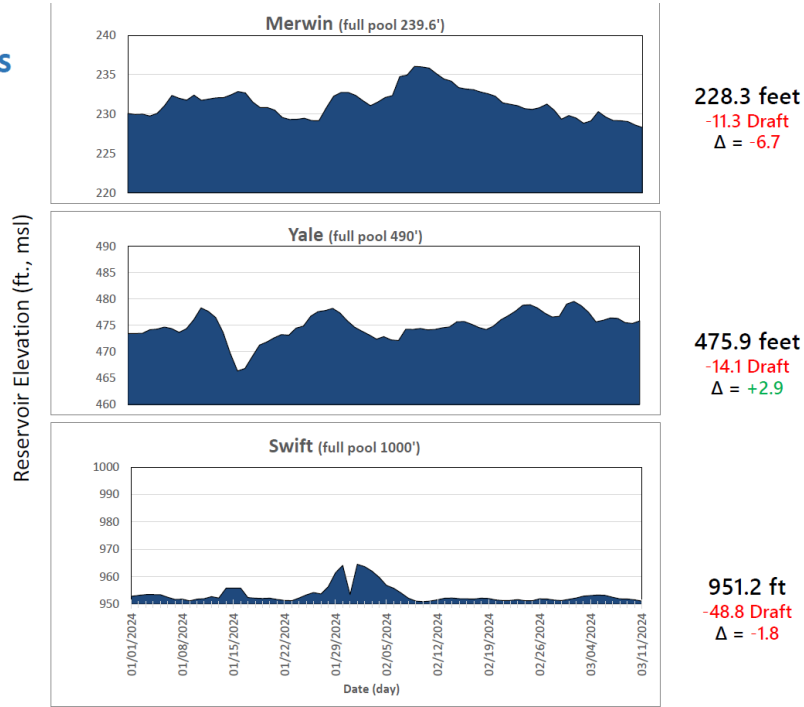 s
Reservoir Elevation (ft., msl)
Merwin (full pool 239.6')
240
235
230
225
220
228.3 feet
-11.3 Draft
Δ = -6.7
Yale (full pool 490')
490
485
480
475
470
465
460
475.9 feet
-14.1 Draft
Δ = +2.9
Swift (full pool 1000')
1000
990
980
970
960
950
951.2 ft
-48.8 Draft
Δ = -1.8
01/01/2024
01/08/2024
01/15/2024
01/22/2024
01/29/2024
02/05/2024
02/12/2024
02/19/2024
02/26/2024
03/04/2024
03/11/2024
Date (day)